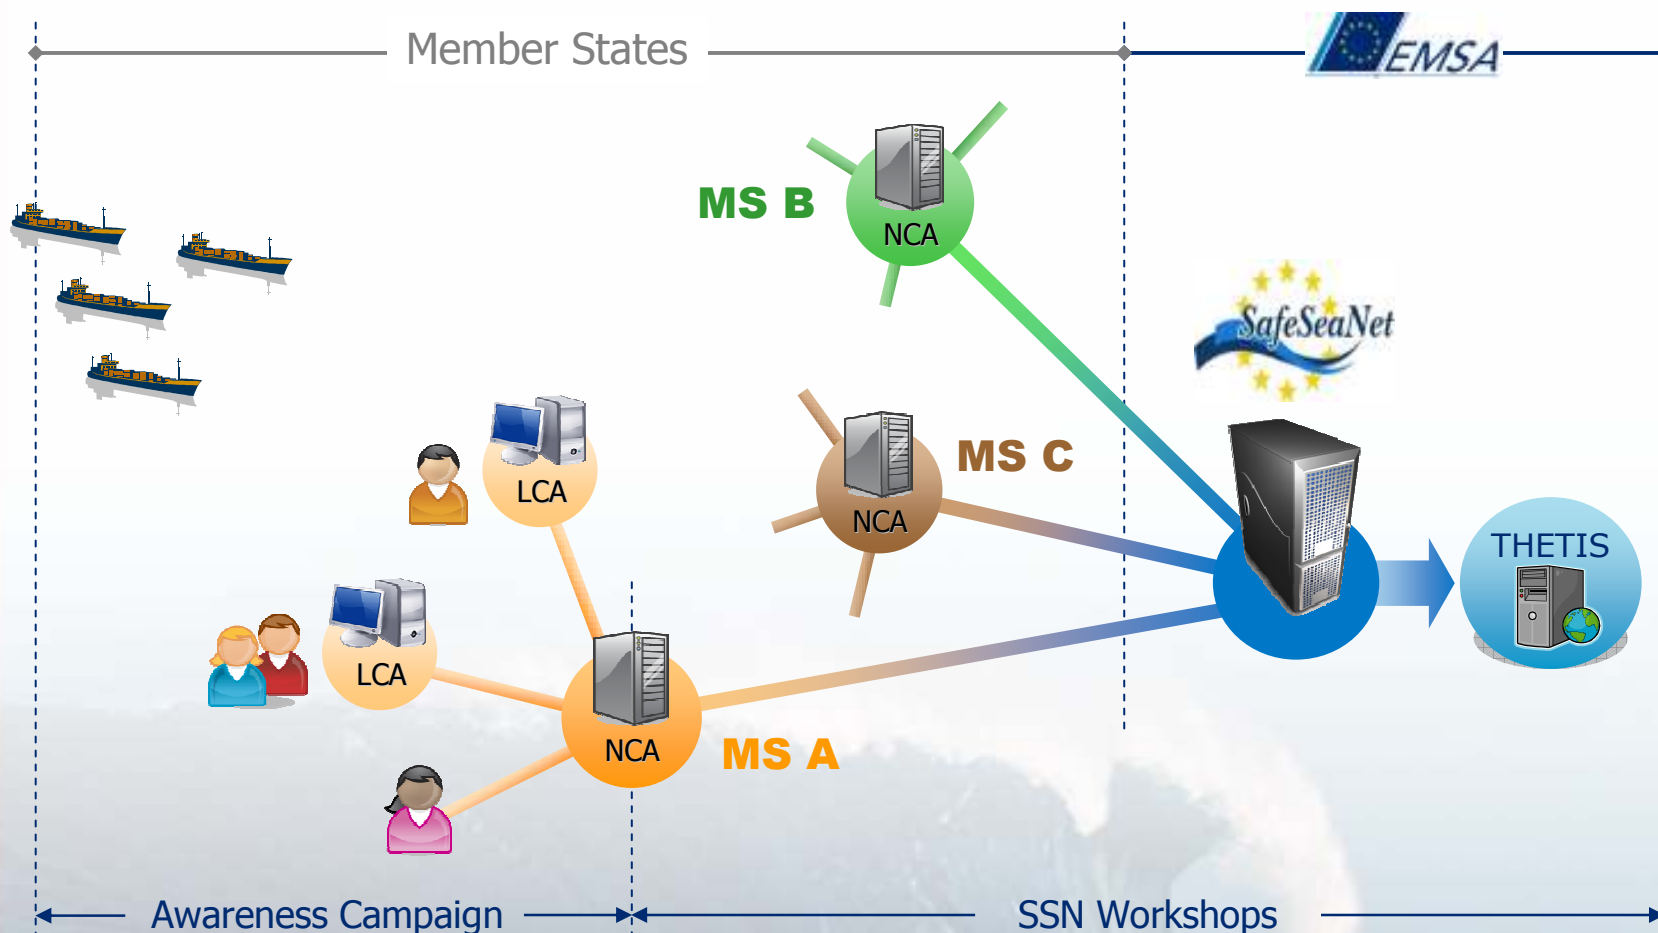 Member States
EMSA
MS B
NCA
SafeSeaNet
LCA
MS C
NCA
THETIS
LCA
NCA
MS A
Awareness Campaign
SSN Workshops